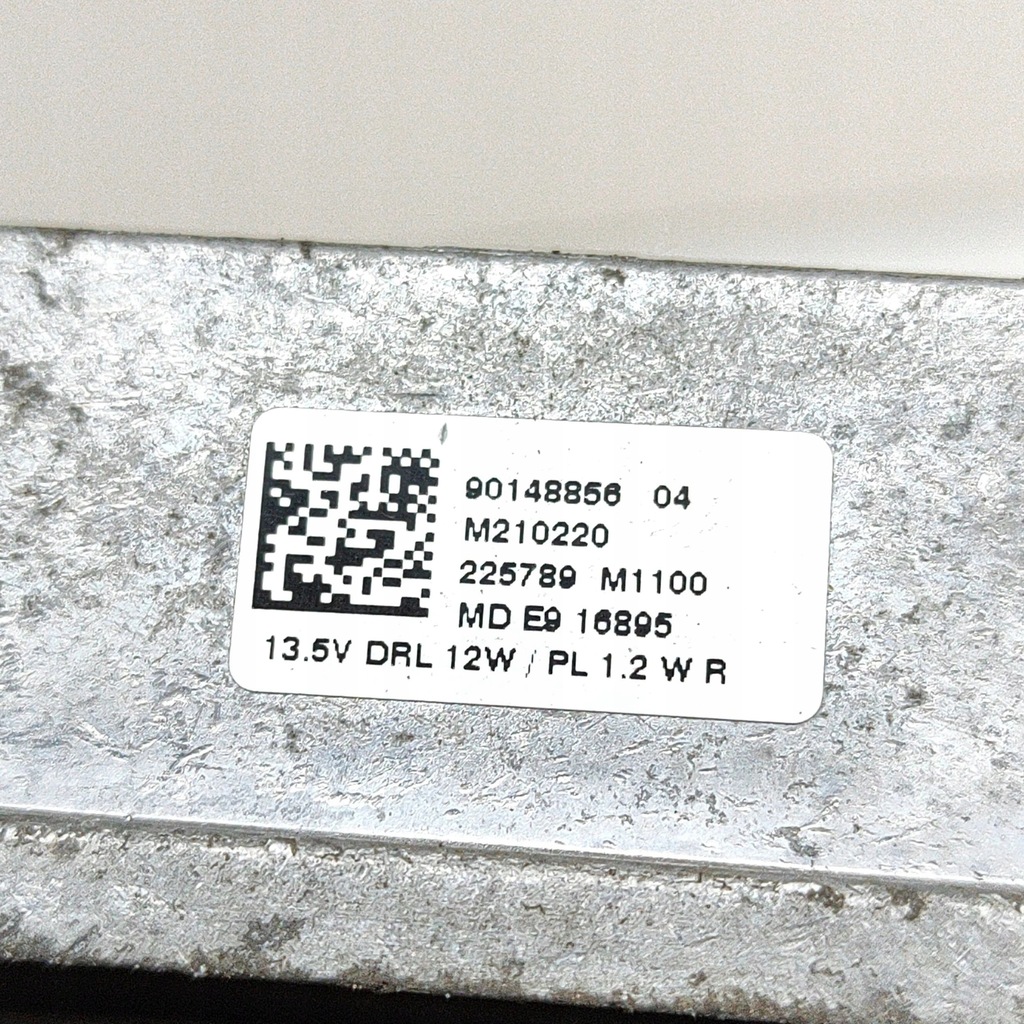 90148856 04
M210220
225789 M1100
MD E9 16895
13.5V DRL 12W / PL 1.2 W R